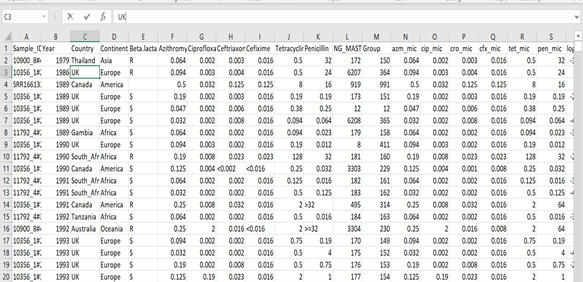 C3 UK
A B C D E F G H I J K L M N O P Q R S
1 Sample_IC Year Country Continent Beta.lacta Azithromy Ciprofloxa Ceftriaxon Cefixime Tetracyclir Penicillin NG_MAST Group azm_mic cip_mic cro_mic cfx_mic tet_mic pen_mic
2 10900_8# 1979 Thailand Asia R 0.064 0.002 0.003 0.016 0.5 32 172 150 0.064 0.002 0.003 0.016 0.5 32
3 10356_1# 1986 UK Europe R 0.094 0.003 0.004 0.016 0.5 24 6207 364 0.094 0.003 0.004 0.016 0.5 24
4 SRR16613 1989 Canada America 0.5 0.032 0.125 0.125 8 16 919 991 0.5 0.032 0.125 0.125 8 16
5 10356_1# 1989 UK Europe S 0.19 0.002 0.003 0.016 0.19 0.19 173 151 0.19 0.002 0.003 0.016 0.19 0.19
6 10356_1# 1989 UK Europe S 0.047 0.002 0.006 0.016 0.38 0.25 12 12 0.047 0.002 0.006 0.016 0.38 0.25
7 10356_1# 1989 UK Europe S 0.032 0.002 0.008 0.016 0.094 0.064 6208 365 0.032 0.002 0.008 0.016 0.094 0.064
8 11792_4# 1989 Gambia Africa S 0.064 0.002 0.003 0.016 0.094 0.023 179 158 0.064 0.002 0.003 0.016 0.094 0.023
9 10356_1# 1990 UK Europe S 0.094 0.003 0.002 0.016 0.19 0.012 8 411 0.094 0.003 0.002 0.016 0.19 0.012
10 11792_4# 1990 South_Afr Africa S 0.19 0.008 0.023 0.023 128 32 181 160 0.19 0.008 0.023 0.023 128 32
11 10356_1# 1990 Canada America S 0.125 0.004 <0.002 <0.016 0.25 0.032 3303 229 0.125 0.004 0.001 0.008 0.25 0.032
12 11792_4# 1991 South_Afr Africa S 0.064 0.002 0.002 0.016 0.125 0.016 182 161 0.064 0.002 0.002 0.016 0.125 0.016
13 11792_4# 1991 South_Afr Africa S 0.032 0.002 0.002 0.016 0.5 0.125 183 162 0.032 0.002 0.002 0.016 0.5 0.125
14 10356_1# 1991 Canada America R 0.25 0.008 0.032 0.016 2 >32 495 314 0.25 0.008 0.032 0.016 2 64
15 11792_4# 1992 Tanzania Africa S 0.064 0.002 0.002 0.016 0.5 0.016 184 163 0.064 0.002 0.002 0.016 0.5 0.016
16 10900_8# 1992 Australia Oceania R 0.25 2 0.016 <0.016 2 >=32 3304 230 0.25 2 0.016 0.008 2 64
17 10356_1# 1993 UK Europe S 0.094 0.002 0.002 0.016 0.75 0.19 170 149 0.094 0.002 0.002 0.016 0.75 0.19
18 10356_1# 1993 UK Europe S 0.032 0.002 0.008 0.016 0.5 4 175 152 0.032 0.002 0.008 0.016 0.5 4
19 10356_1# 1993 UK Europe S 0.19 0.002 0.008 0.016 0.5 0.75 176 153 0.19 0.002 0.008 0.016 0.5 0.75
20 10356_1# 1993 UK Europe S 0.125 0.19 0.023 0.016 2 1 177 154 0.125 0.19 0.023 0.016 2 1